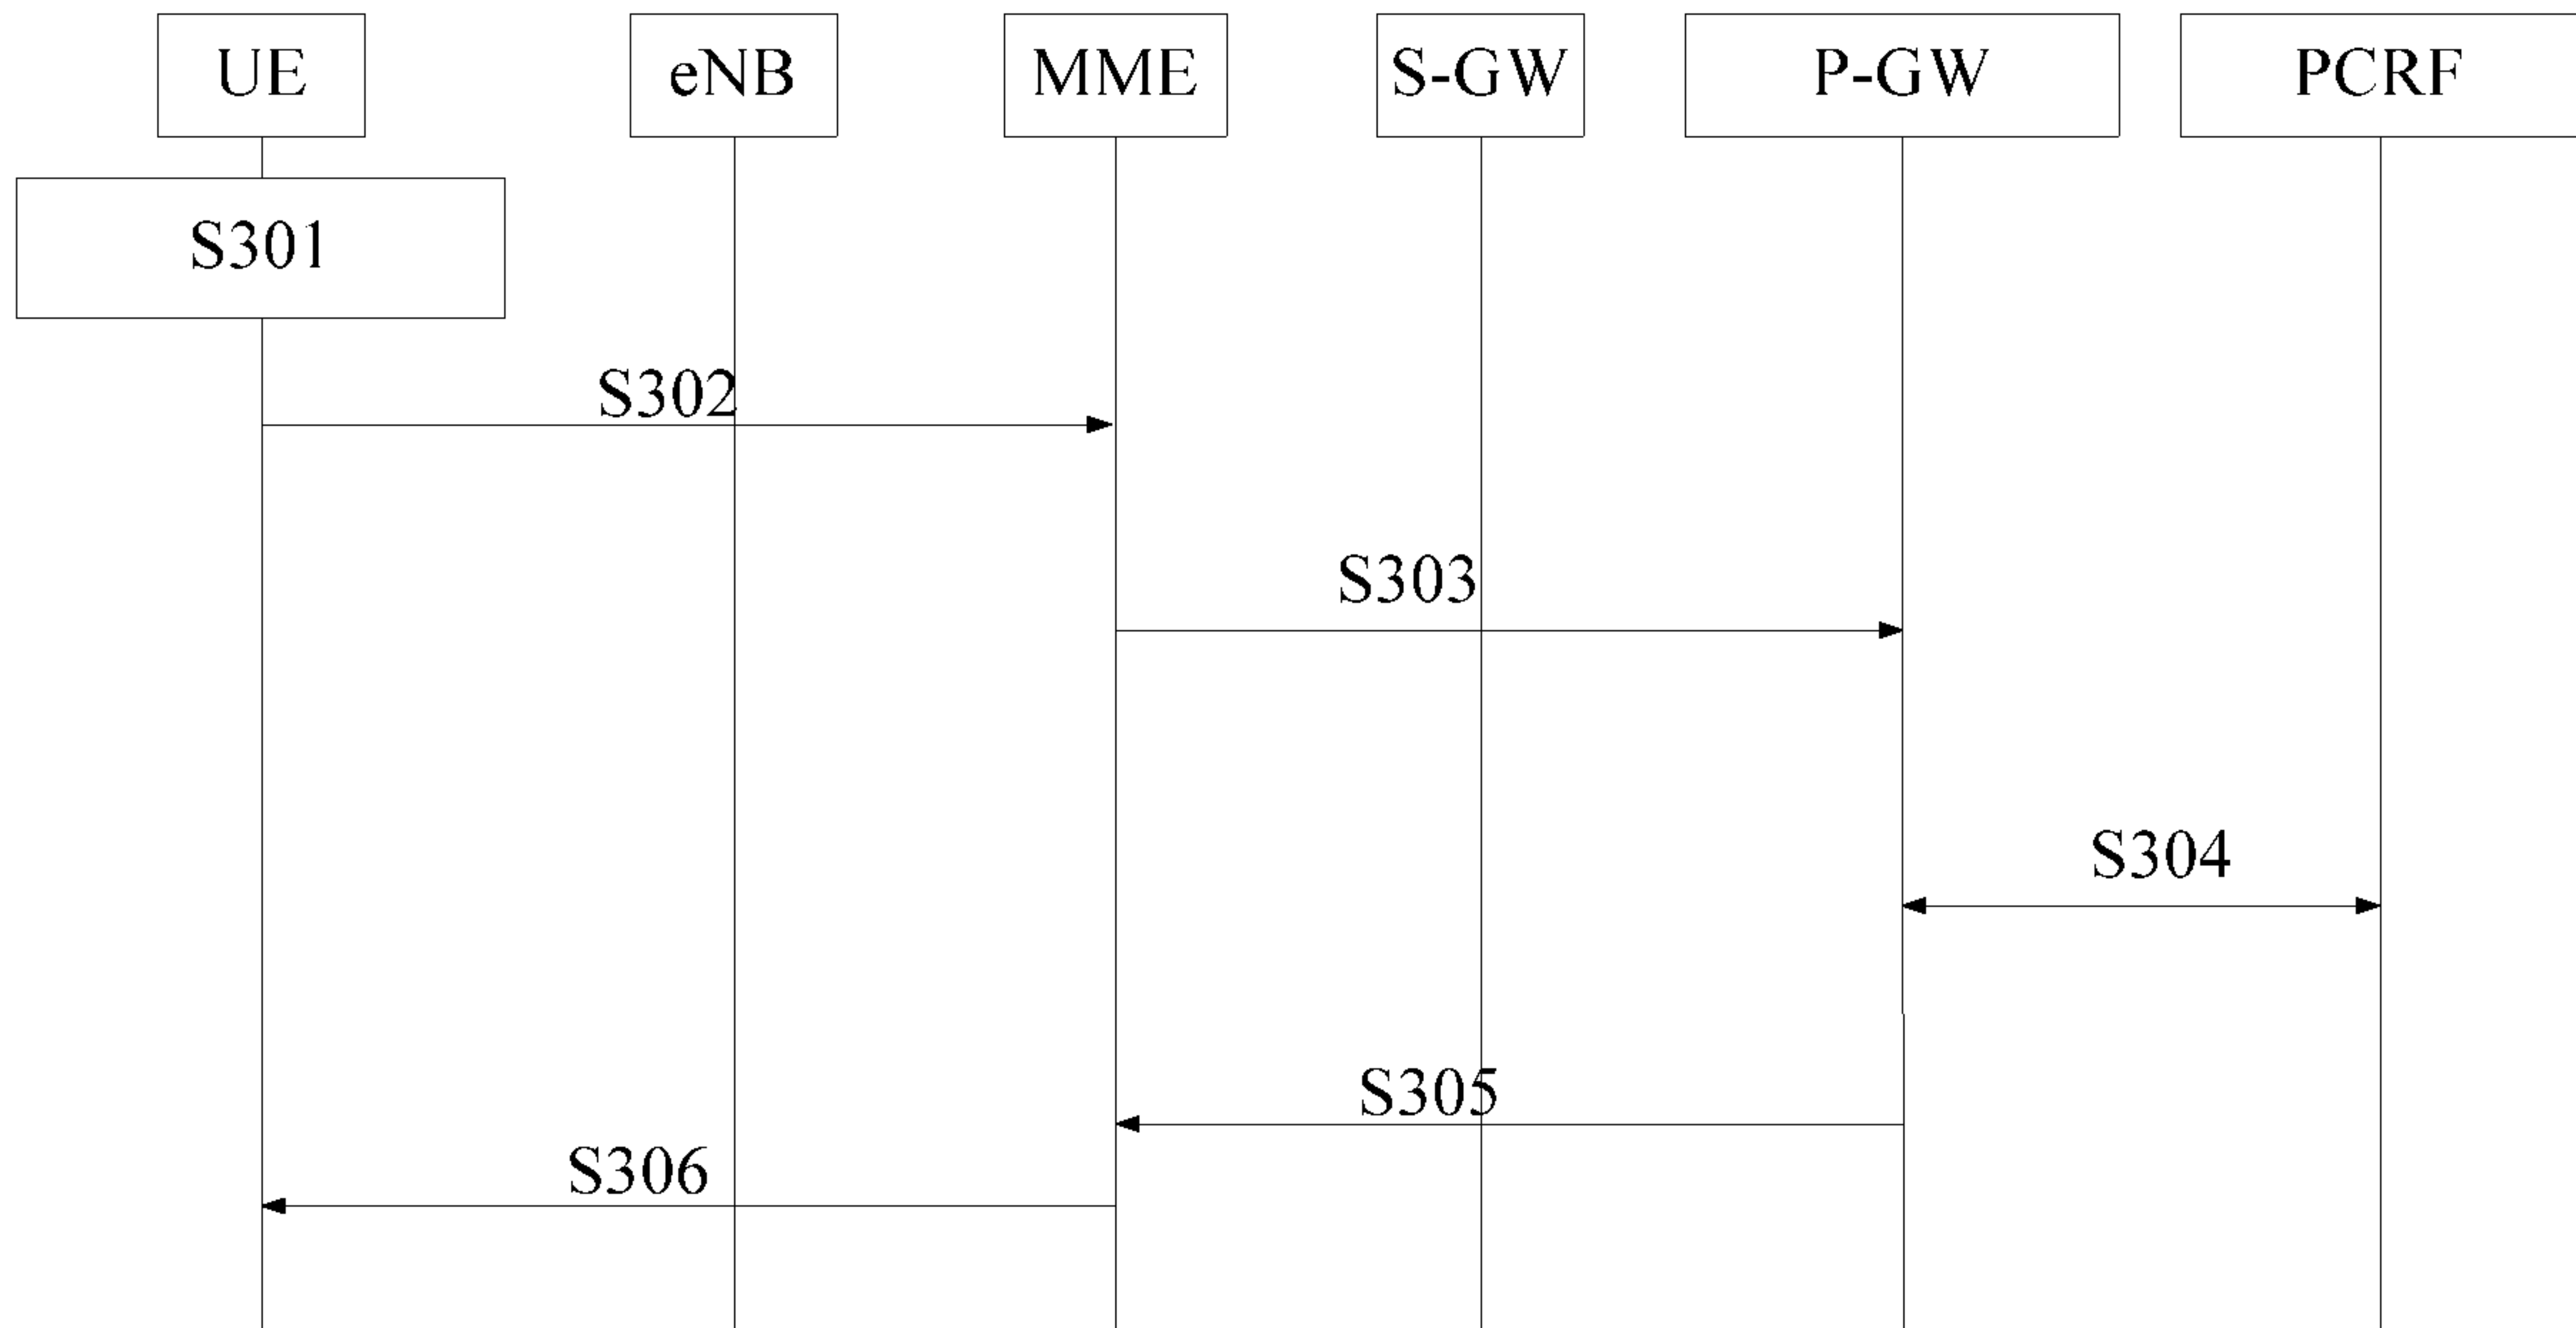 UE eNB MME S-GW P-GW PCRF
S301
S302
S303
S304
S305
S306